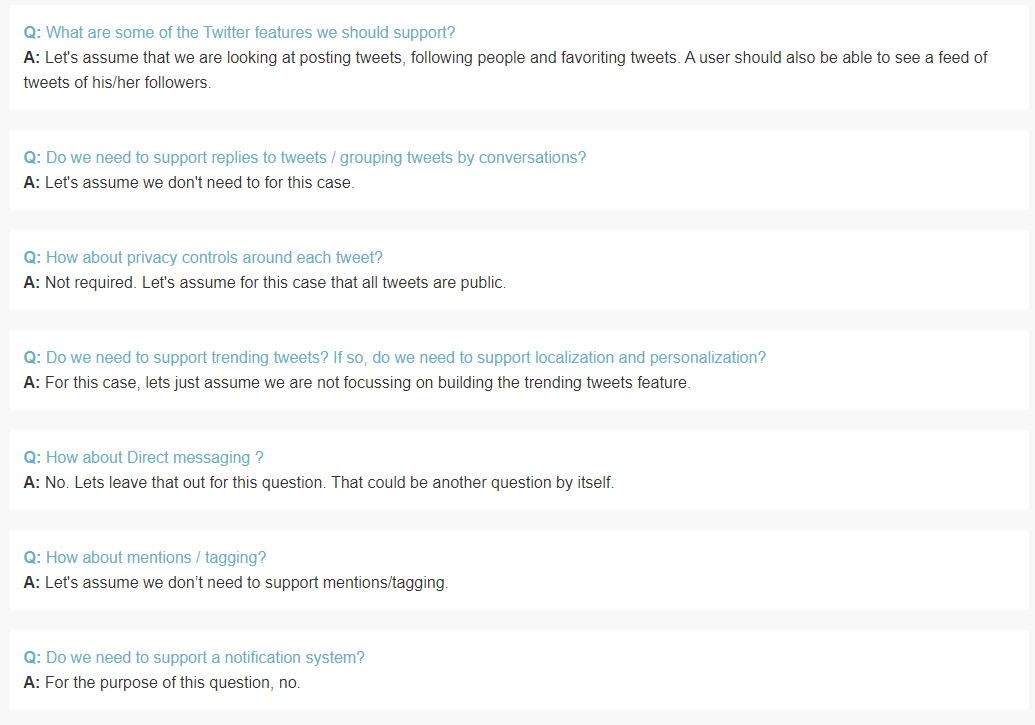 Q: What are some of the Twitter features we should support?
A: Let's assume that we are looking at posting tweets, following people and favoriting tweets. A user should also be able to see a feed of
tweets of his/her followers.
Q: Do we need to support replies to tweets / grouping tweets by conversations?
A: Let's assume we don't need to for this case.
Q: How about privacy controls around each tweet?
A: Not required. Let's assume for this case that all tweets are public.
Q: Do we need to support trending tweets? If so, do we need to support localization and personalization?
A: For this case, lets just assume we are not focussing on building the trending tweets feature.
Q: How about Direct messaging ?
A: No. Lets leave that out for this question. That could be another question by itself.
Q: How about mentions / tagging?
A: Let's assume we don’t need to support mentions/tagging.
Q: Do we need to support a notification system?
A: For the purpose of this question, no.